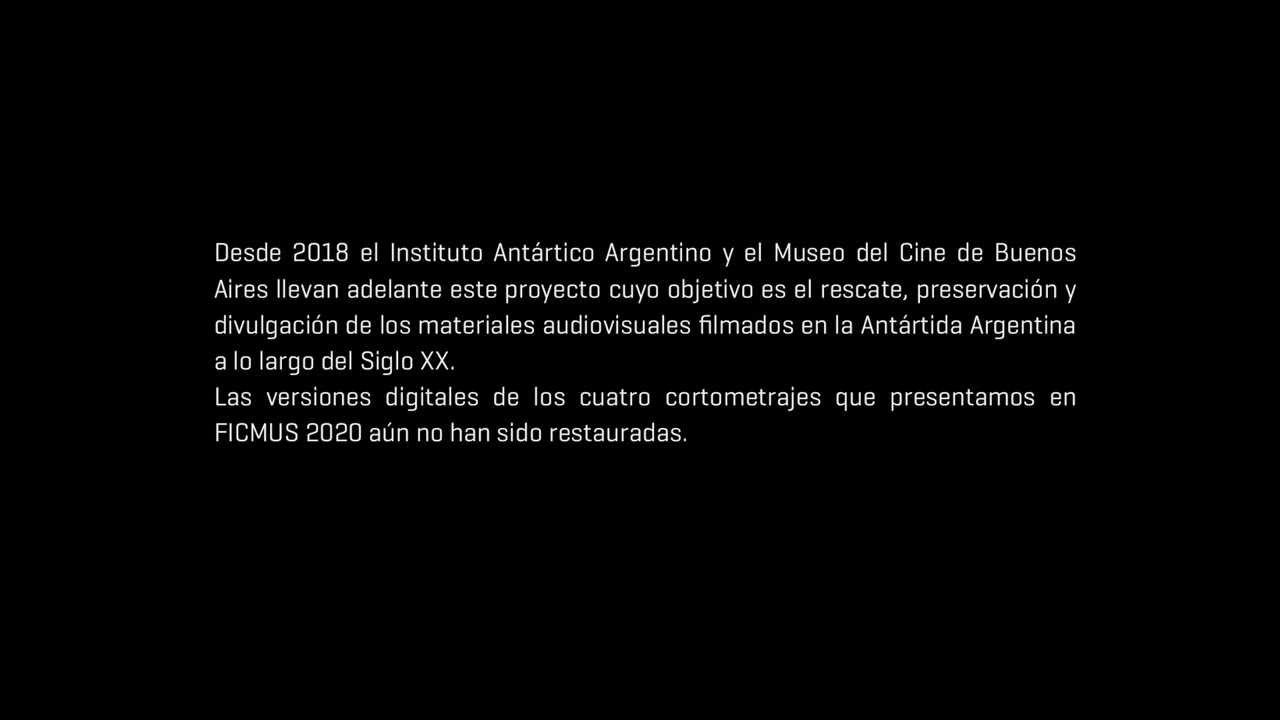 Desde 2018 el Instituto Antártico Argentino y el Museo del Cine de Buenos
Aires llevan adelante este proyecto cuyo objetivo es el rescate, preservación y
divulgación de los materiales audiovisuales filmados en la Antártida Argentina
a lo largo del Siglo XX.
Las versiones digitales de los cuatro cortometrajes que presentamos en
FICMUS 2020 aún no han sido restauradas.